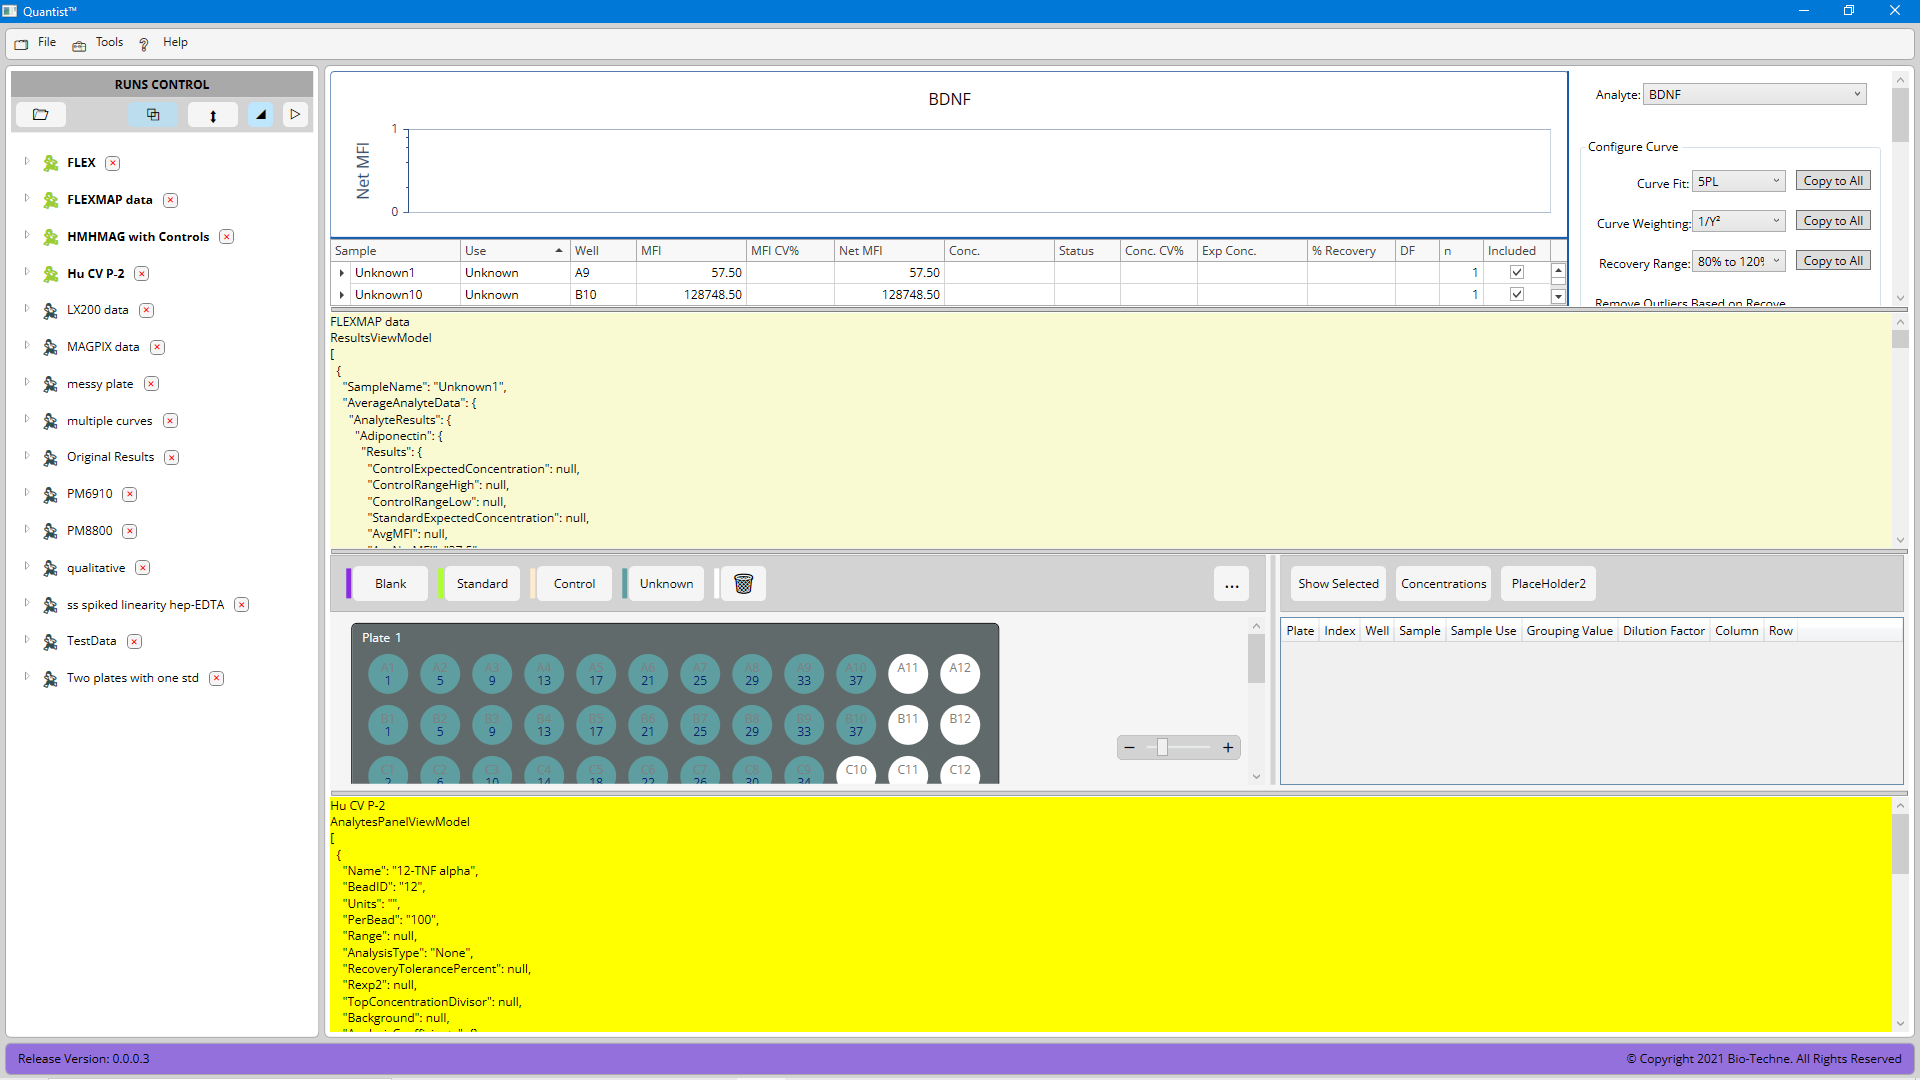 Quantist™
File Tools Help
RUNS CONTROL
FLEX
FLEXMAP data
HMHMAG with Controls
Hu CV P-2
LX200 data
MAGPIX data
messy plate
multiple curves
Original Results
PM6910
PM8800
qualitative
ss spiked linearity hep-EDTA
TestData
Two plates with one std
BDNF
Net MFI
1
0
Analyte: BDNF
Configure Curve
Curve Fit: 5PL Copy to All
Curve Weighting: 1/Y² Copy to All
Recovery Range: 80% to 120% Copy to All
Remove Outliers Based on Recove
Sample Use Well MFI MFI CV% Net MFI Conc. Status Conc. CV% Exp Conc. % Recovery DF n Included
Unknown1 Unknown A9 57.50 57.50 1
Unknown10 Unknown B10 128748.50 128748.50 1
FLEXMAP data
ResultsViewModel
[
{
"SampleName": "Unknown1",
"AverageAnalyteData": {
"AnalyteResults": {
"Adiponectin": {
"Results": {
"ControlExpectedConcentration": null,
"ControlRangeHigh": null,
"ControlRangeLow": null,
"StandardExpectedConcentration": null,
"AvgMFI": null,
Blank Standard Control Unknown ...
Show Selected Concentrations PlaceHolder2
Plate 1
A1 A2 A3 A4 A5 A6 A7 A8 A9 A10 A11 A12
1 5 9 13 17 21 25 29 33 37
B1 B2 B3 B4 B5 B6 B7 B8 B9 B10 B11 B12
1 5 9 13 17 21 25 29 33 37
C1 C2 C3 C4 C5 C6 C7 C8 C9 C10 C11 C12
2 6 10 14 18 22 26 30 34
− +
Plate Index Well Sample Sample Use Grouping Value Dilution Factor Column Row
Hu CV P-2
AnalytesPanelViewModel
[
{
"Name": "12-TNF alpha",
"BeadID": "12",
"Units": "",
"PerBead": "100",
"Range": null,
"AnalysisType": "None",
"RecoveryTolerancePercent": null,
"Rexp2": null,
"TopConcentrationDivisor": null,
"Background": null,
Release Version: 0.0.0.3
© Copyright 2021 Bio-Techne. All Rights Reserved